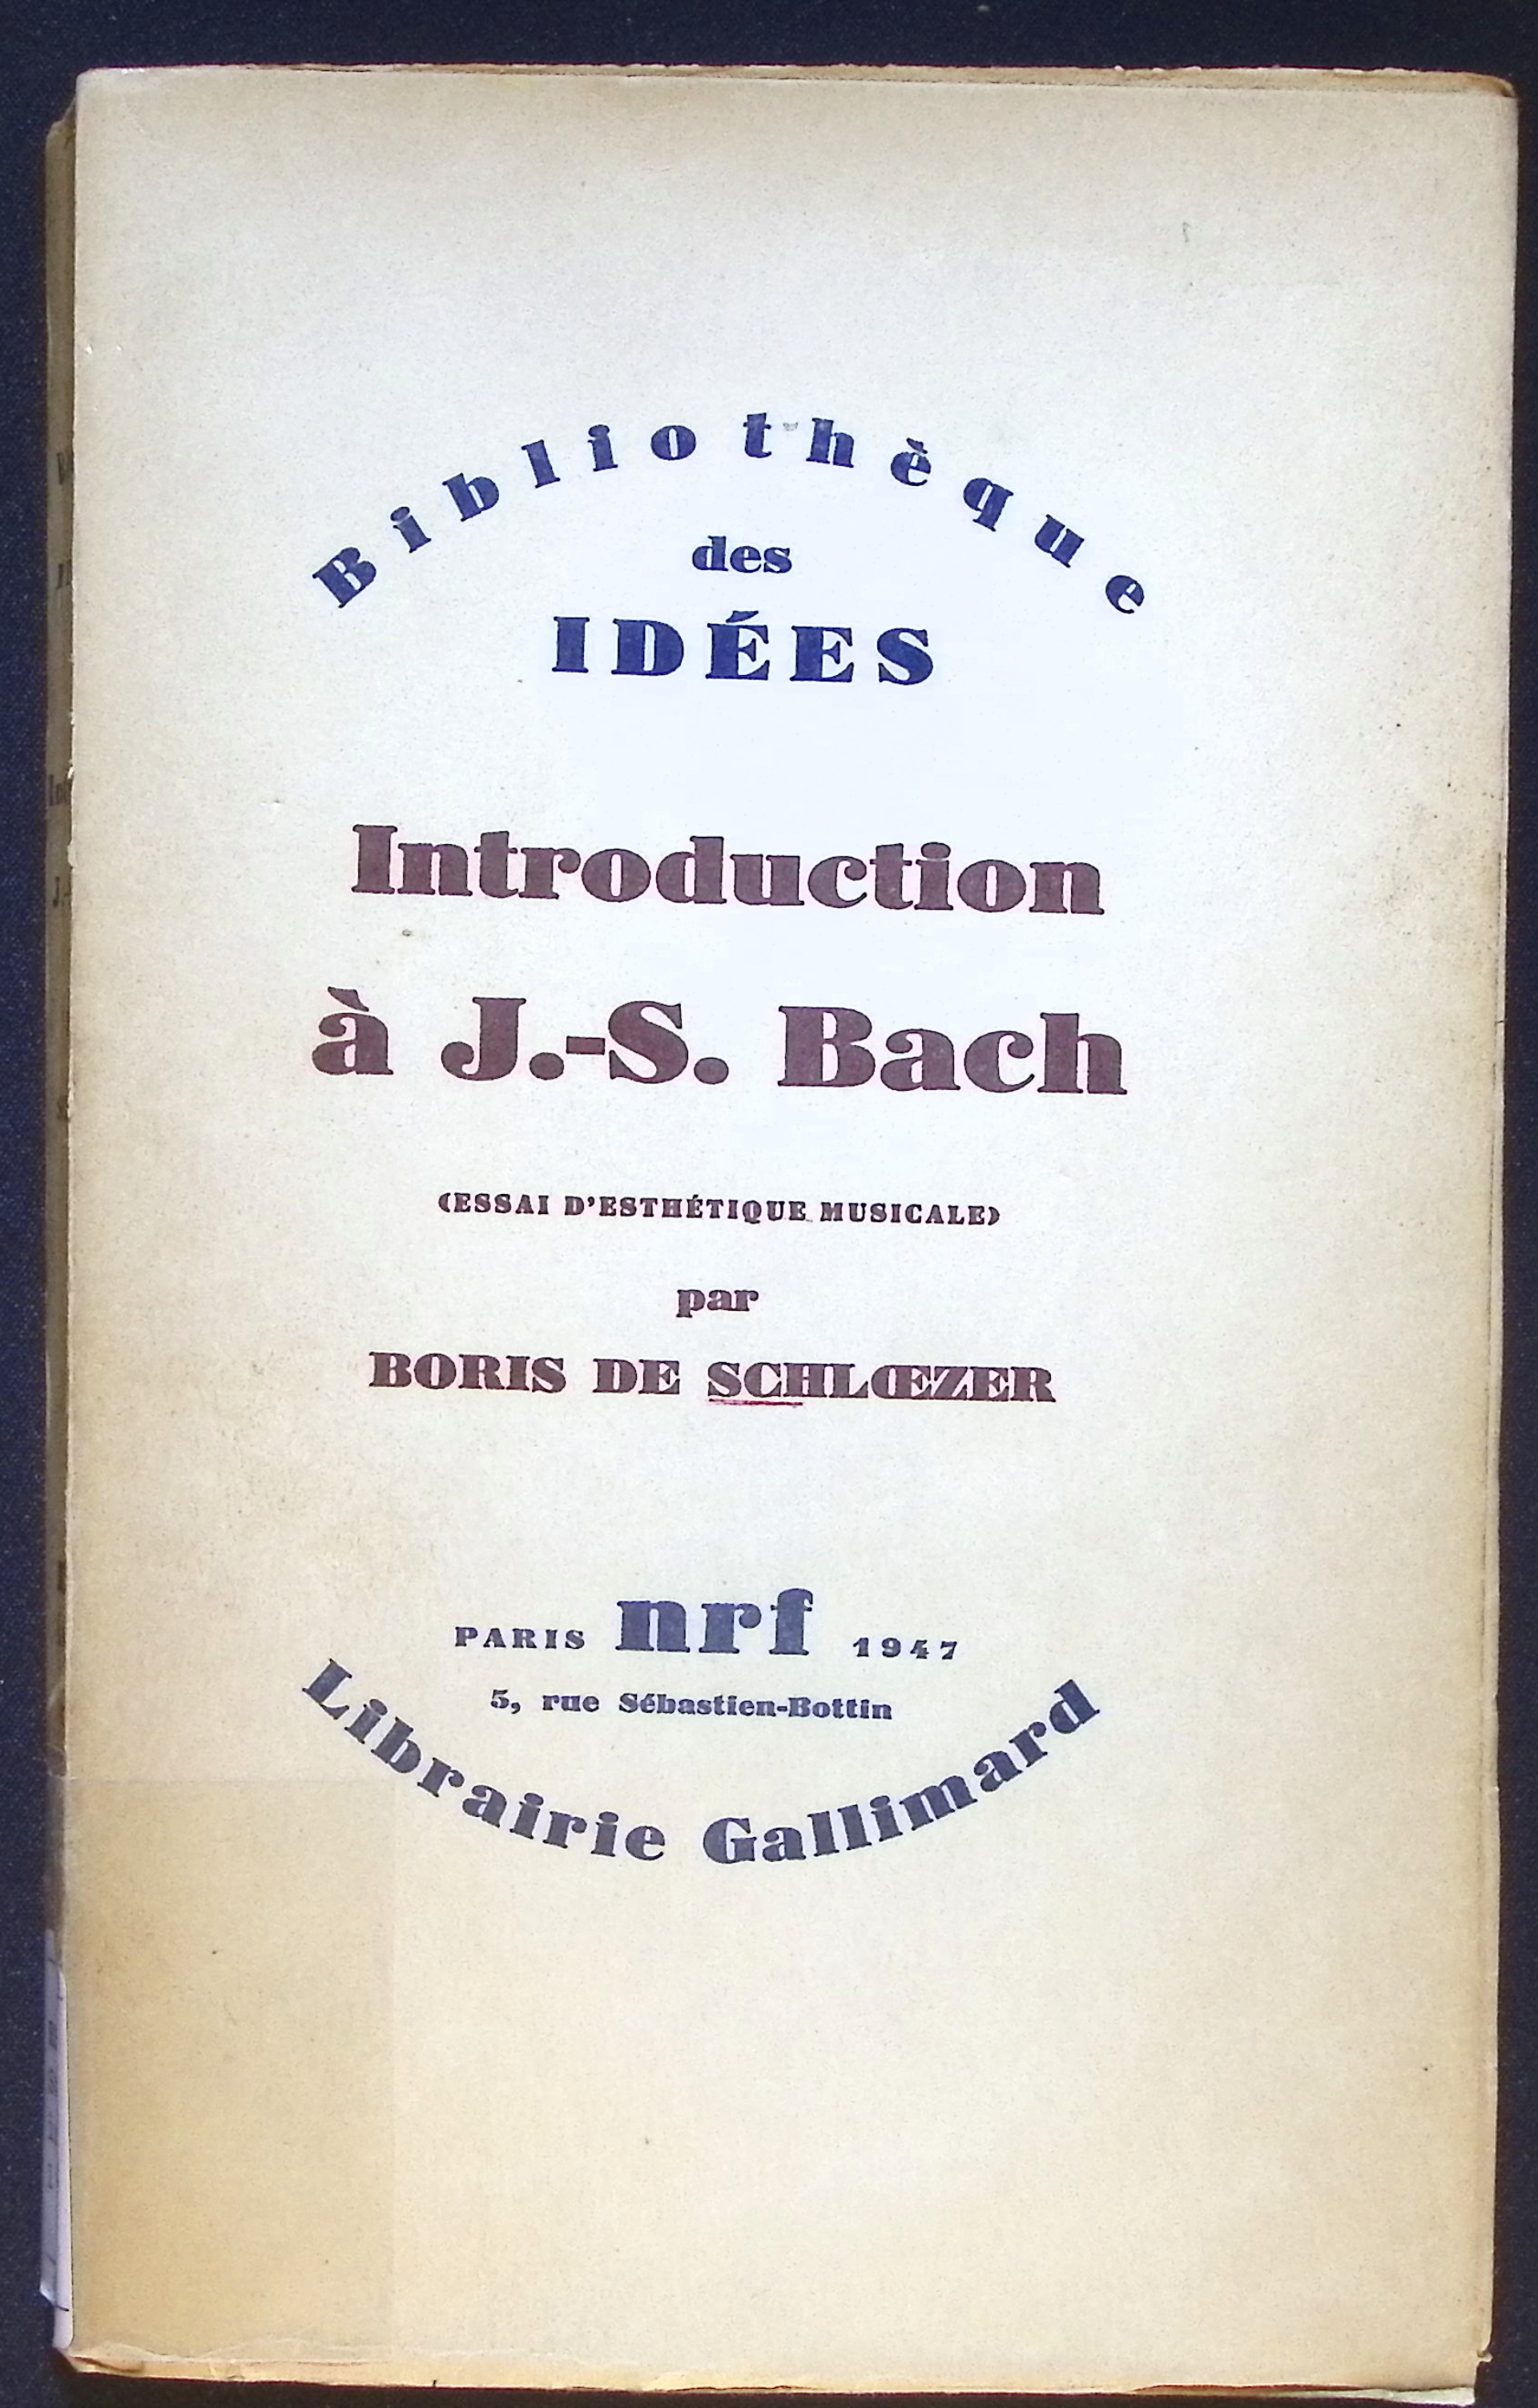 Bibliothèque
des
IDÉES
Introduction
à J.-S. Bach
(ESSAI D'ESTHÉTIQUE MUSICALE)
par
BORIS DE SCHLŒZER
PARIS nrf 1947
5, rue Sébastien-Bottin
Librairie Gallimard